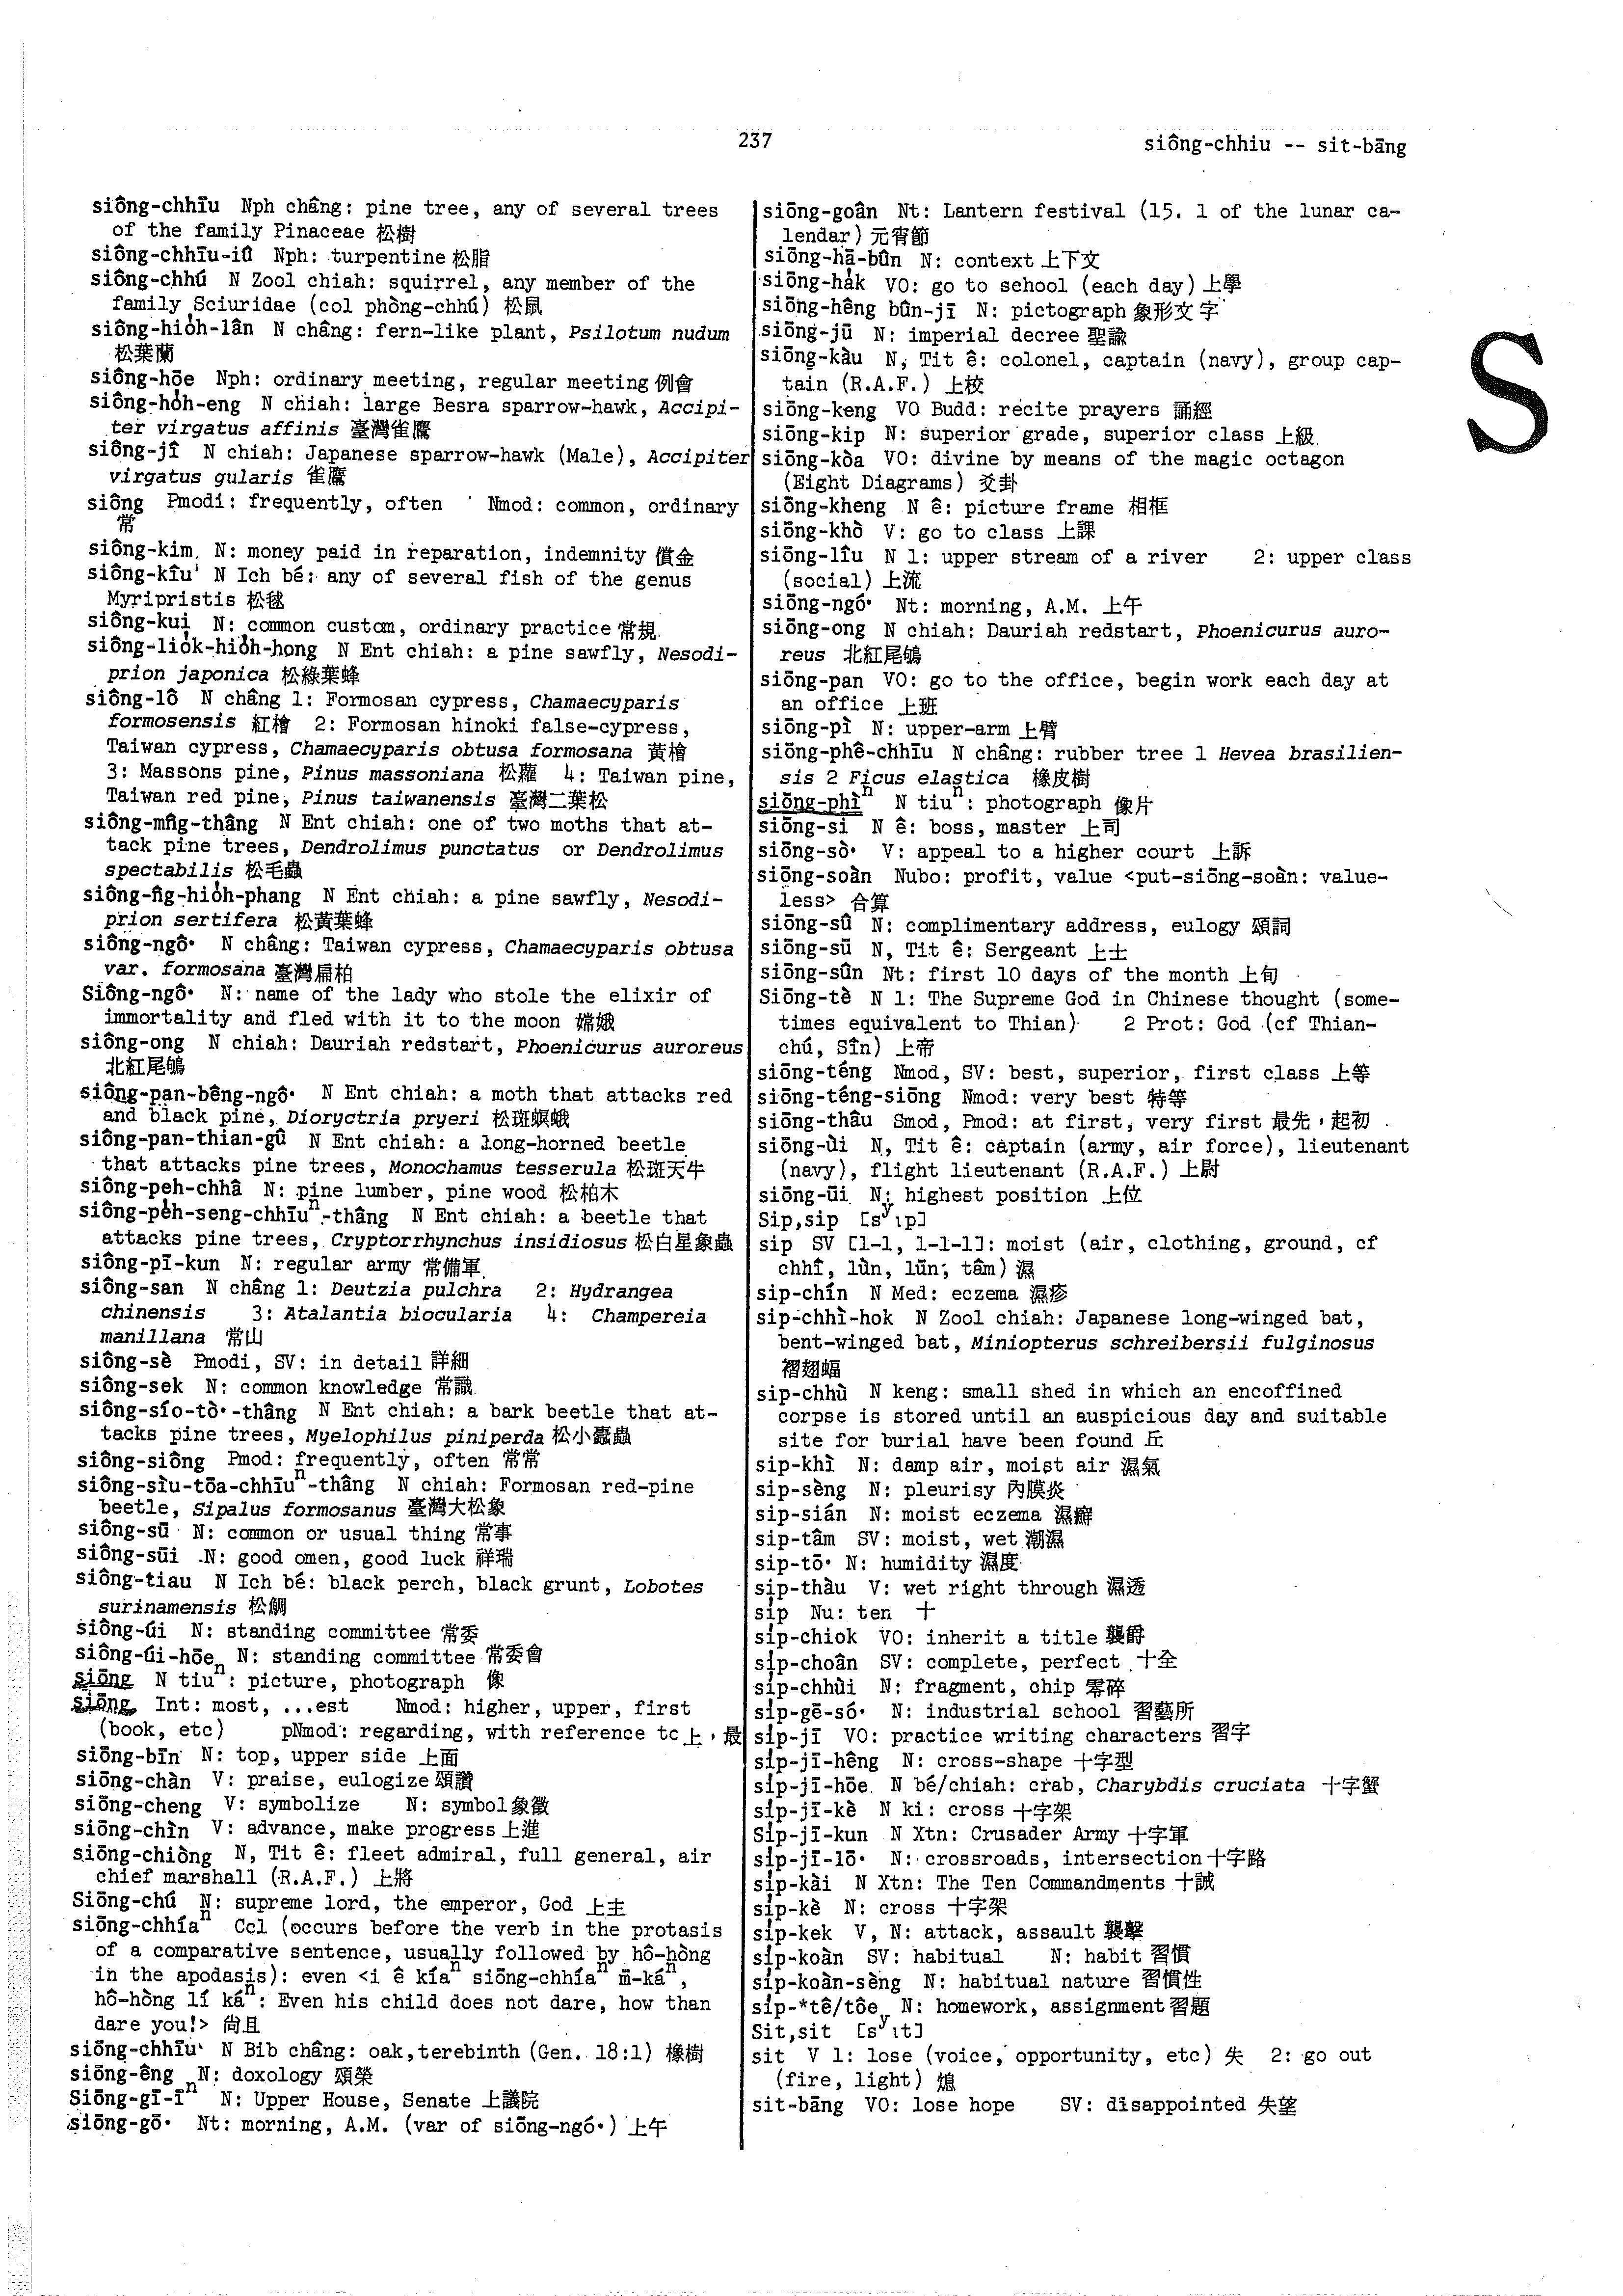 237
siông-chhiu -- sit-bāng
siông-chhīu Nph châng: pine tree, any of several trees
of the family Pinaceae 松樹
siông-chhīu-iû Nph: turpentine 松脂
siông-chhú N Zool chiah: squirrel, any member of the
family Sciuridae (col phòng-chhú) 松鼠
siông-hio̍h-lân N châng: fern-like plant, Psilotum nudum
松葉蘭
siông-hōe Nph: ordinary meeting, regular meeting 例會
siông-ho̍h-eng N chiah: large Besra sparrow-hawk, Accipi-
ter virgatus affinis 臺灣雀鷹
siông-jî N chiah: Japanese sparrow-hawk (Male), Accipiter
virgatus gularis 雀鷹
siông Pmodi: frequently, often Nmod: common, ordinary
常
siông-kim N: money paid in reparation, indemnity 償金
siông-kîu N Ich bé: any of several fish of the genus
Myripristis 松毬
siông-kui N: common custom, ordinary practice 常規
siông-lio̍k-hio̍h-hong N Ent chiah: a pine sawfly, Nesodi-
prion japonica 松綠葉蜂
siông-lô N châng 1: Formosan cypress, Chamaecyparis
formosensis 紅檜 2: Formosan hinoki false-cypress,
Taiwan cypress, Chamaecyparis obtusa formosana 黃檜
3: Massons pine, Pinus massoniana 松蘿 4: Taiwan pine,
Taiwan red pine, Pinus taiwanensis 臺灣二葉松
siông-mn̂g-thâng N Ent chiah: one of two moths that at-
tack pine trees, Dendrolimus punctatus or Dendrolimus
spectabilis 松毛蟲
siông-n̂g-hio̍h-phang N Ent chiah: a pine sawfly, Nesodi-
prion sertifera 松黃葉蜂
siông-ngô· N châng: Taiwan cypress, Chamaecyparis obtusa
var. formosana 臺灣扁柏
Siông-ngô· N: name of the lady who stole the elixir of
immortality and fled with it to the moon 嫦娥
siông-ong N chiah: Dauriah redstart, Phoenicurus auroreus
北紅尾鴝
siông-pan-bêng-ngô· N Ent chiah: a moth that attacks red
and black pine, Dioryctria pryeri 松斑螟蛾
siông-pan-thian-gû N Ent chiah: a long-horned beetle
that attacks pine trees, Monochamus tesserula 松斑天牛
siông-peh-chhâ N: pine lumber, pine wood 松柏木
siông-pe̍h-seng-chhīuⁿ-thâng N Ent chiah: a beetle that
attacks pine trees, Cryptorrhynchus insidiosus 松白星象蟲
siông-pī-kun N: regular army 常備軍
siông-san N châng 1: Deutzia pulchra 2: Hydrangea
chinensis 3: Atalantia biocularia 4: Champereia
manillana 常山
siông-sè Pmodi, SV: in detail 詳細
siông-sek N: common knowledge 常識
siông-sío-tò·-thâng N Ent chiah: a bark beetle that at-
tacks pine trees, Myelophilus piniperda 松小蠹蟲
siông-siông Pmod: frequently, often 常常
siông-sìu-tōa-chhīuⁿ-thâng N chiah: Formosan red-pine
beetle, Sipalus formosanus 臺灣大松象
siông-sū N: common or usual thing 常事
siông-sūi N: good omen, good luck 祥瑞
siông-tiau N Ich bé: black perch, black grunt, Lobotes
surinamensis 松鯛
siông-úi N: standing committee 常委
siông-úi-hōe N: standing committee 常委會
siōng N tiuⁿ: picture, photograph 像
siōng Int: most, ...est Nmod: higher, upper, first
(book, etc) pNmod: regarding, with reference tc 上，最
siōng-bīn N: top, upper side 上面
siōng-chàn V: praise, eulogize 頌讚
siōng-cheng V: symbolize N: symbol 象徵
siōng-chìn V: advance, make progress 上進
siōng-chiòng N, Tit ê: fleet admiral, full general, air
chief marshall (R.A.F.) 上將
Siōng-chú N: supreme lord, the emperor, God 上主
siōng-chhíaⁿ Ccl (occurs before the verb in the protasis
of a comparative sentence, usually followed by hô-hòng
in the apodasis): even <i ê kíaⁿ siōng-chhíaⁿ m̄-káⁿ,
hô-hòng lí káⁿ: Even his child does not dare, how than
dare you!> 尙且
siōng-chhīu N Bib châng: oak, terebinth (Gen. 18:1) 橡樹
siōng-êng N: doxology 頌榮
Siōng-gī-īⁿ N: Upper House, Senate 上議院
siōng-gō· Nt: morning, A.M. (var of siōng-ngó·) 上午
siōng-goân Nt: Lantern festival (15. 1 of the lunar ca-
lendar) 元宵節
siōng-hā-bûn N: context 上下文
siōng-ha̍k VO: go to school (each day) 上學
siōng-hêng bûn-jī N: pictograph 象形文字
siōng-jū N: imperial decree 聖諭
siōng-kàu N, Tit ê: colonel, captain (navy), group cap-
tain (R.A.F.) 上校
siōng-keng VO Budd: recite prayers 誦經
siōng-kip N: superior grade, superior class 上級
siōng-kòa VO: divine by means of the magic octagon
(Eight Diagrams) 爻卦
siōng-kheng N ê: picture frame 相框
siōng-khò V: go to class 上課
siōng-lîu N 1: upper stream of a river 2: upper class
(social) 上流
siōng-ngó· Nt: morning, A.M. 上午
siōng-ong N chiah: Dauriah redstart, Phoenicurus auro-
reus 北紅尾鴝
siōng-pan VO: go to the office, begin work each day at
an office 上班
siōng-pì N: upper-arm 上臂
siōng-phê-chhīu N châng: rubber tree 1 Hevea brasilien-
sis 2 Ficus elastica 橡皮樹
siōng-phìⁿ N tiuⁿ: photograph 像片
siōng-si N ê: boss, master 上司
siōng-sò· V: appeal to a higher court 上訴
siōng-soàn Nubo: profit, value <put-siōng-soàn: value-
less> 合算
siōng-sû N: complimentary address, eulogy 頌詞
siōng-sū N, Tit ê: Sergeant 上士
siōng-sûn Nt: first 10 days of the month 上旬
Siōng-tè N 1: The Supreme God in Chinese thought (some-
times equivalent to Thian) 2 Prot: God (cf Thian-
chú, Sîn) 上帝
siōng-téng Nmod, SV: best, superior, first class 上等
siōng-téng-siōng Nmod: very best 特等
siōng-thâu Smod, Pmod: at first, very first 最先，起初
siōng-ùi N, Tit ê: captain (army, air force), lieutenant
(navy), flight lieutenant (R.A.F.) 上尉
siōng-ūi N: highest position 上位
Sip,sip [sʸɪp]
sip SV [1-1, 1-1-1]: moist (air, clothing, ground, cf
chhî, lùn, lūn, tâm) 濕
sip-chín N Med: eczema 濕疹
sip-chhì-hok N Zool chiah: Japanese long-winged bat,
bent-winged bat, Miniopterus schreibersii fulginosus
褶翅蝠
sip-chhù N keng: small shed in which an encoffined
corpse is stored until an auspicious day and suitable
site for burial have been found 丘
sip-khì N: damp air, moist air 濕氣
sip-sèng N: pleurisy 內膜炎
sip-sián N: moist eczema 濕癬
sip-tâm SV: moist, wet 潮濕
sip-tō· N: humidity 濕度
sip-thàu V: wet right through 濕透
si̍p Nu: ten 十
si̍p-chiok VO: inherit a title 襲爵
si̍p-choân SV: complete, perfect 十全
si̍p-chhùi N: fragment, chip 零碎
si̍p-gē-só· N: industrial school 習藝所
si̍p-jī VO: practice writing characters 習字
si̍p-jī-hêng N: cross-shape 十字型
si̍p-jī-hōe N bé/chiah: crab, Charybdis cruciata 十字蟹
si̍p-jī-kè N ki: cross 十字架
Si̍p-jī-kun N Xtn: Crusader Army 十字軍
si̍p-jī-lō· N: crossroads, intersection 十字路
si̍p-kài N Xtn: The Ten Commandments 十誡
si̍p-kè N: cross 十字架
si̍p-kek V, N: attack, assault 襲擊
si̍p-koàn SV: habitual N: habit 習慣
si̍p-koàn-sèng N: habitual nature 習慣性
si̍p-*tê/tôe N: homework, assignment 習題
Sit,sit [sʸɪt]
sit V 1: lose (voice, opportunity, etc) 失 2: go out
(fire, light) 熄
sit-bāng VO: lose hope SV: disappointed 失望
S